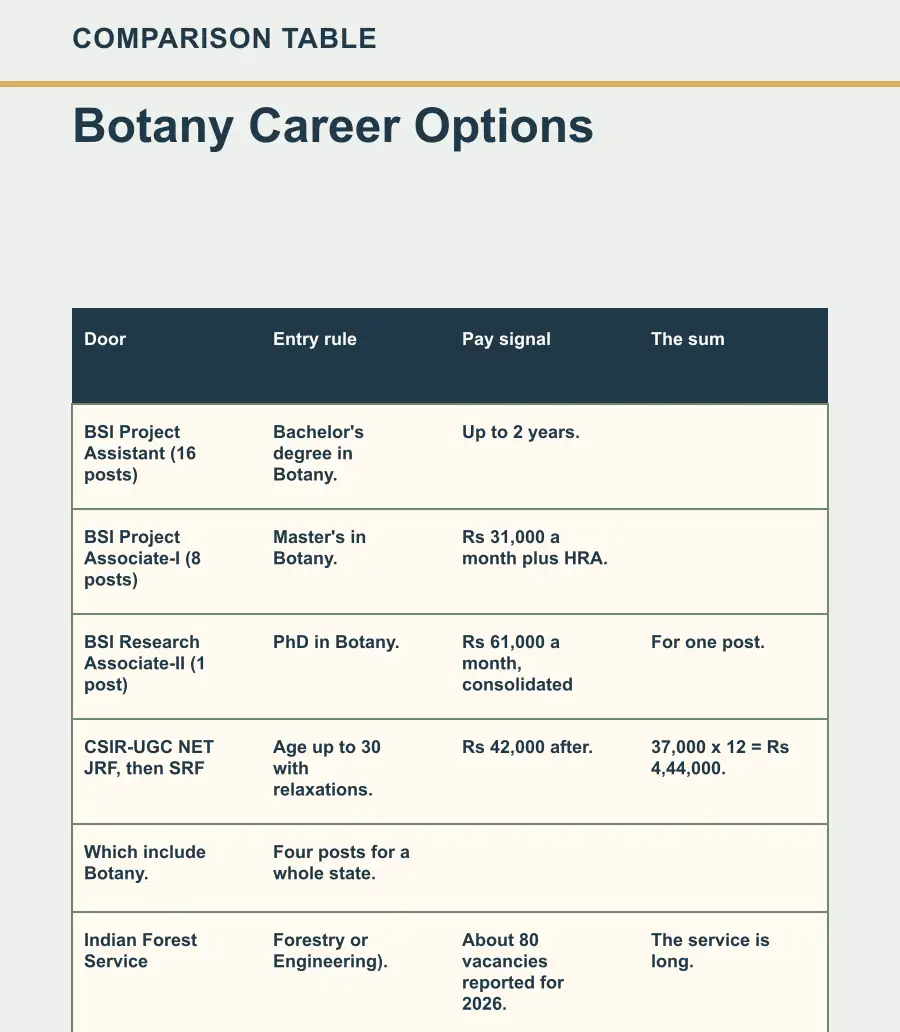 COMPARISON TABLE
Botany Career Options
Door
Entry rule
Pay signal
The sum
BSI Project
Assistant (16
posts)
Bachelor's
degree in
Botany.
Up to 2 years.
BSI Project
Associate-I (8
posts)
Master's in
Botany.
Rs 31,000 a
month plus HRA.
BSI Research
Associate-II (1
post)
PhD in Botany.
Rs 61,000 a
month,
consolidated
For one post.
CSIR-UGC NET
JRF, then SRF
Age up to 30
with
relaxations.
Rs 42,000 after.
37,000 x 12 = Rs
4,44,000.
Which include
Botany.
Four posts for a
whole state.
Indian Forest
Service
Forestry or
Engineering).
About 80
vacancies
reported for
2026.
The service is
long.